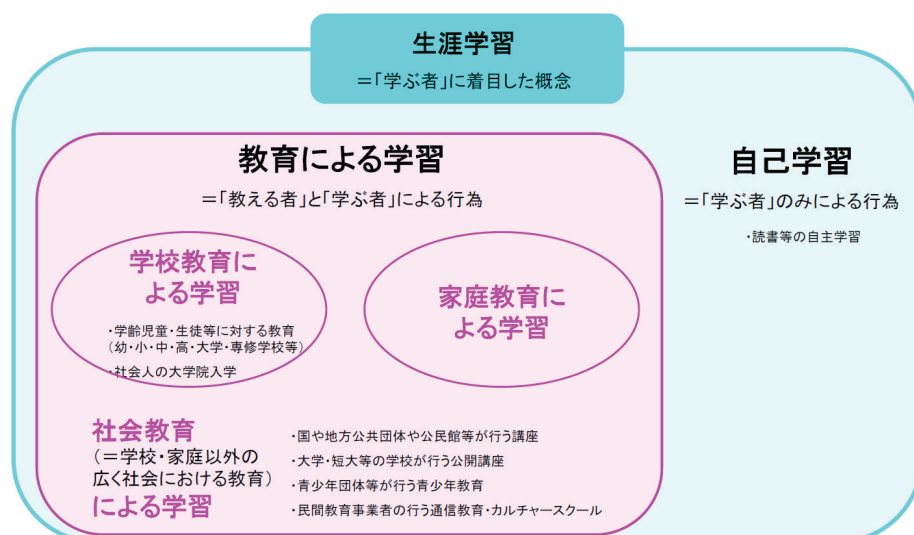 生涯学習
＝「学ぶ者」に着目した概念
教育による学習
＝「教える者」と「学ぶ者」による行為
自己学習
＝「学ぶ者」のみによる行為
・読書等の自主学習
学校教育に
よる学習
・学齢児童・生徒等に対する教育
（幼・小・中・高・大学・専修学校等）
・社会人の大学院入学
家庭教育に
よる学習
社会教育
（＝学校・家庭以外の
広く社会における教育）
による学習
・国や地方公共団体や公民館等が行う講座
・大学・短大等の学校が行う公開講座
・青少年団体等が行う青少年教育
・民間教育事業者の行う通信教育・カルチャースクール